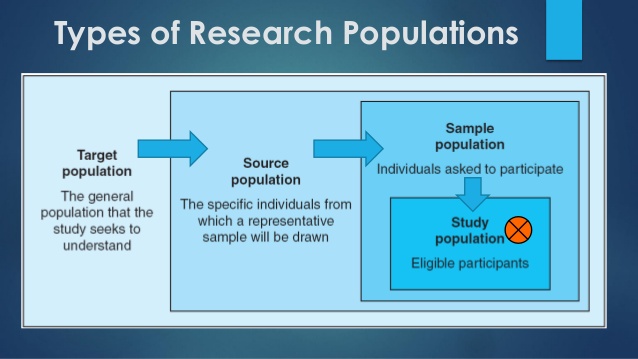 Types of Research Populations
Target
population
The general
population that the
study seeks to
understand
Source
population
The specific individuals from
which a representative
sample will be drawn
Sample
population
Individuals asked to participate
Study
population
Eligible participants